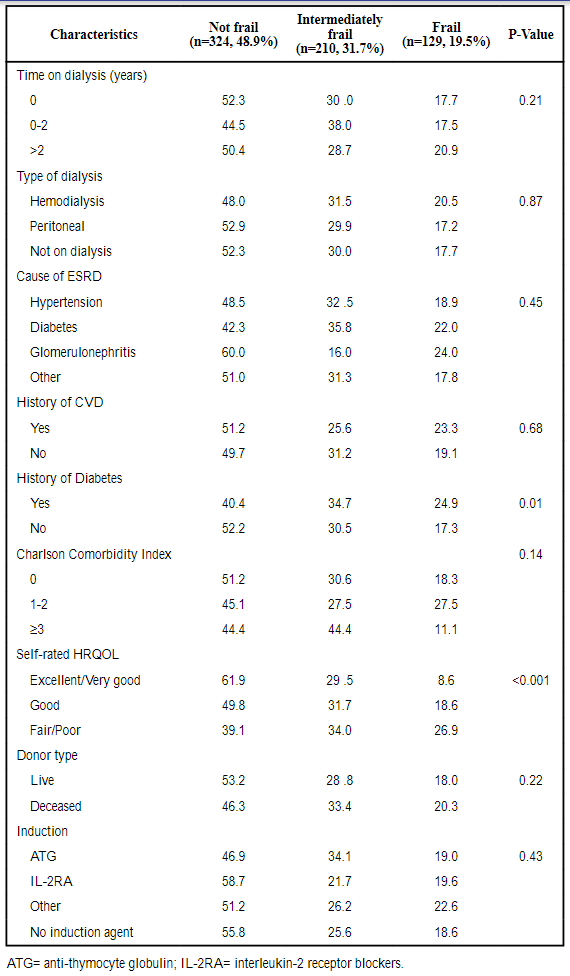 Characteristics Not frail (n=324, 48.9%) Intermediately frail (n=210, 31.7%) Frail (n=129, 19.5%) P-Value
Time on dialysis (years)
0 52.3 30 .0 17.7 0.21
0-2 44.5 38.0 17.5
>2 50.4 28.7 20.9
Type of dialysis
Hemodialysis 48.0 31.5 20.5 0.87
Peritoneal 52.9 29.9 17.2
Not on dialysis 52.3 30.0 17.7
Cause of ESRD
Hypertension 48.5 32 .5 18.9 0.45
Diabetes 42.3 35.8 22.0
Glomerulonephritis 60.0 16.0 24.0
Other 51.0 31.3 17.8
History of CVD
Yes 51.2 25.6 23.3 0.68
No 49.7 31.2 19.1
History of Diabetes
Yes 40.4 34.7 24.9 0.01
No 52.2 30.5 17.3
Charlson Comorbidity Index 0.14
0 51.2 30.6 18.3
1-2 45.1 27.5 27.5
≥3 44.4 44.4 11.1
Self-rated HRQOL
Excellent/Very good 61.9 29 .5 8.6 <0.001
Good 49.8 31.7 18.6
Fair/Poor 39.1 34.0 26.9
Donor type
Live 53.2 28 .8 18.0 0.22
Deceased 46.3 33.4 20.3
Induction
ATG 46.9 34.1 19.0 0.43
IL-2RA 58.7 21.7 19.6
Other 51.2 26.2 22.6
No induction agent 55.8 25.6 18.6
ATG= anti-thymocyte globulin; IL-2RA= interleukin-2 receptor blockers.